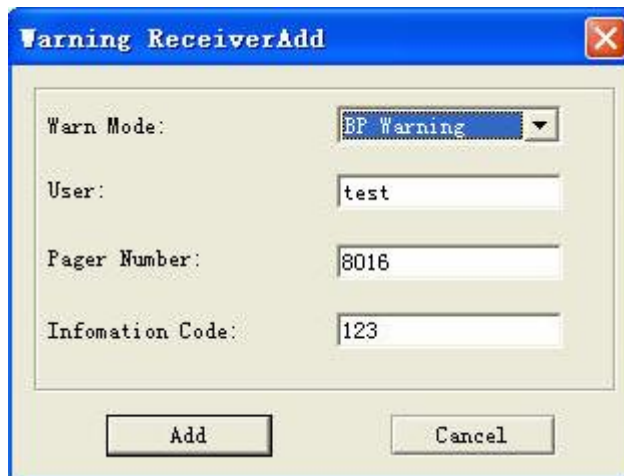 Warning ReceiverAdd
Warn Mode: BP Warning
User: test
Pager Number: 8016
Infomation Code: 123
Add Cancel